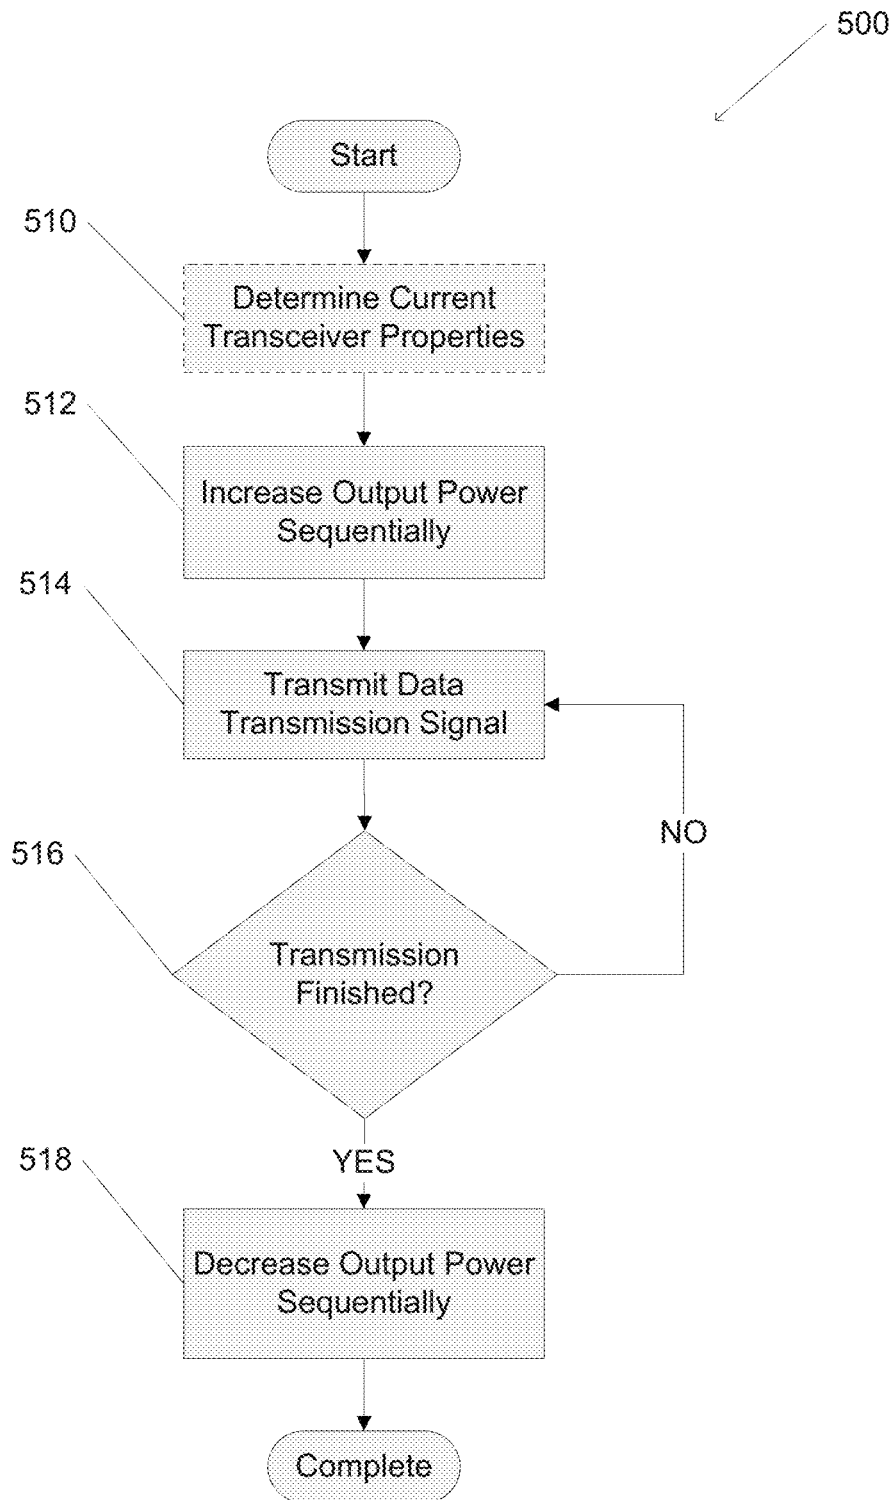 500
Start
510
Determine Current
Transceiver Properties
512
Increase Output Power
Sequentially
514
Transmit Data
Transmission Signal
NO
516
Transmission
Finished?
YES
518
Decrease Output Power
Sequentially
Complete